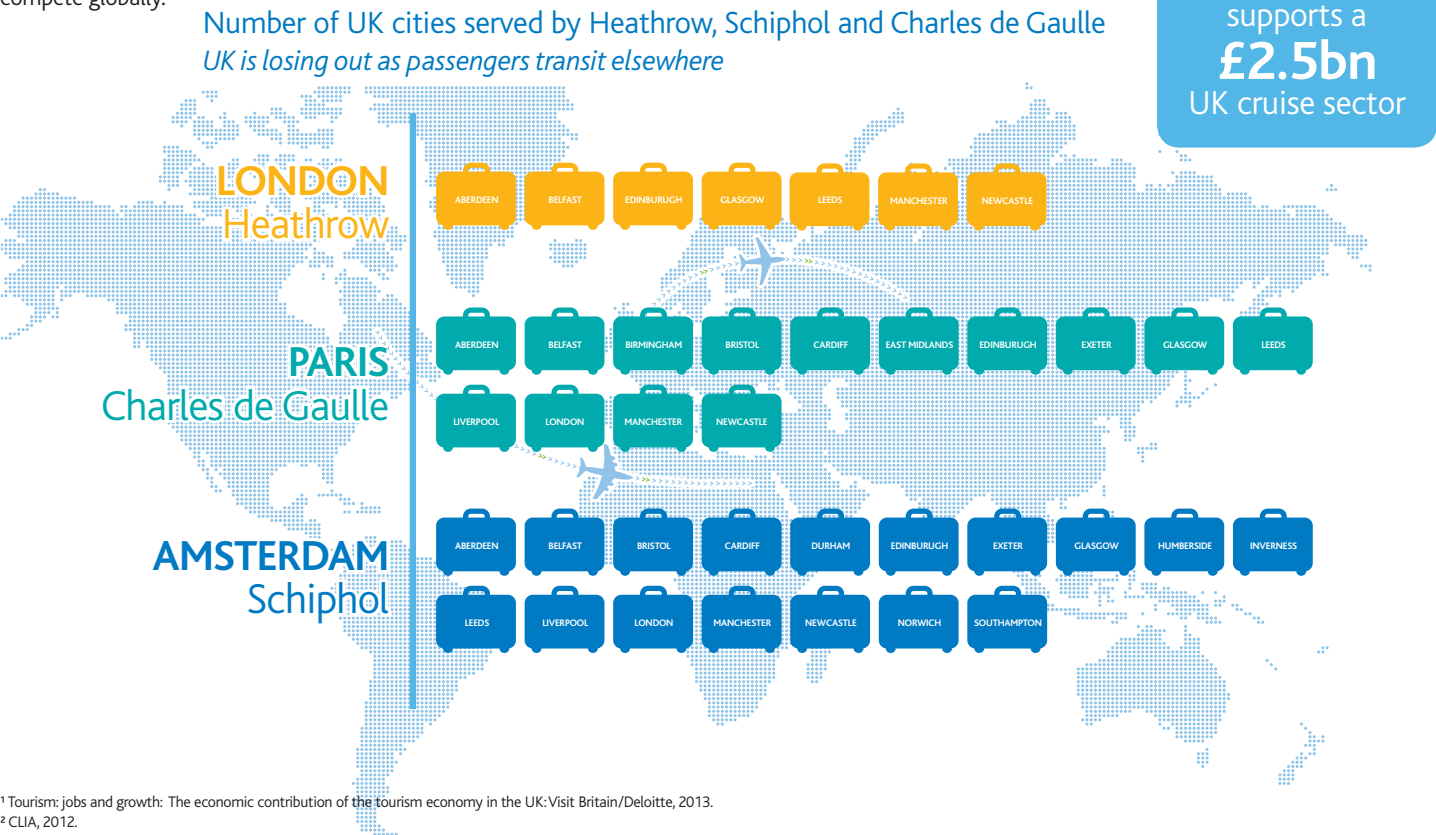 compete globally.
Number of UK cities served by Heathrow, Schiphol and Charles de Gaulle
UK is losing out as passengers transit elsewhere
supports a
£2.5bn
UK cruise sector
LONDON
Heathrow
ABERDEEN BELFAST EDINBURUGH GLASGOW LEEDS MANCHESTER NEWCASTLE
PARIS
Charles de Gaulle
ABERDEEN BELFAST BIRMINGHAM BRISTOL CARDIFF EAST MIDLANDS EDINBURUGH EXETER GLASGOW LEEDS
LIVERPOOL LONDON MANCHESTER NEWCASTLE
AMSTERDAM
Schiphol
ABERDEEN BELFAST BRISTOL CARDIFF DURHAM EDINBURUGH EXETER GLASGOW HUMBERSIDE INVERNESS
LEEDS LIVERPOOL LONDON MANCHESTER NEWCASTLE NORWICH SOUTHAMPTON
¹ Tourism: jobs and growth: The economic contribution of the tourism economy in the UK: Visit Britain/Deloitte, 2013.
² CLIA, 2012.